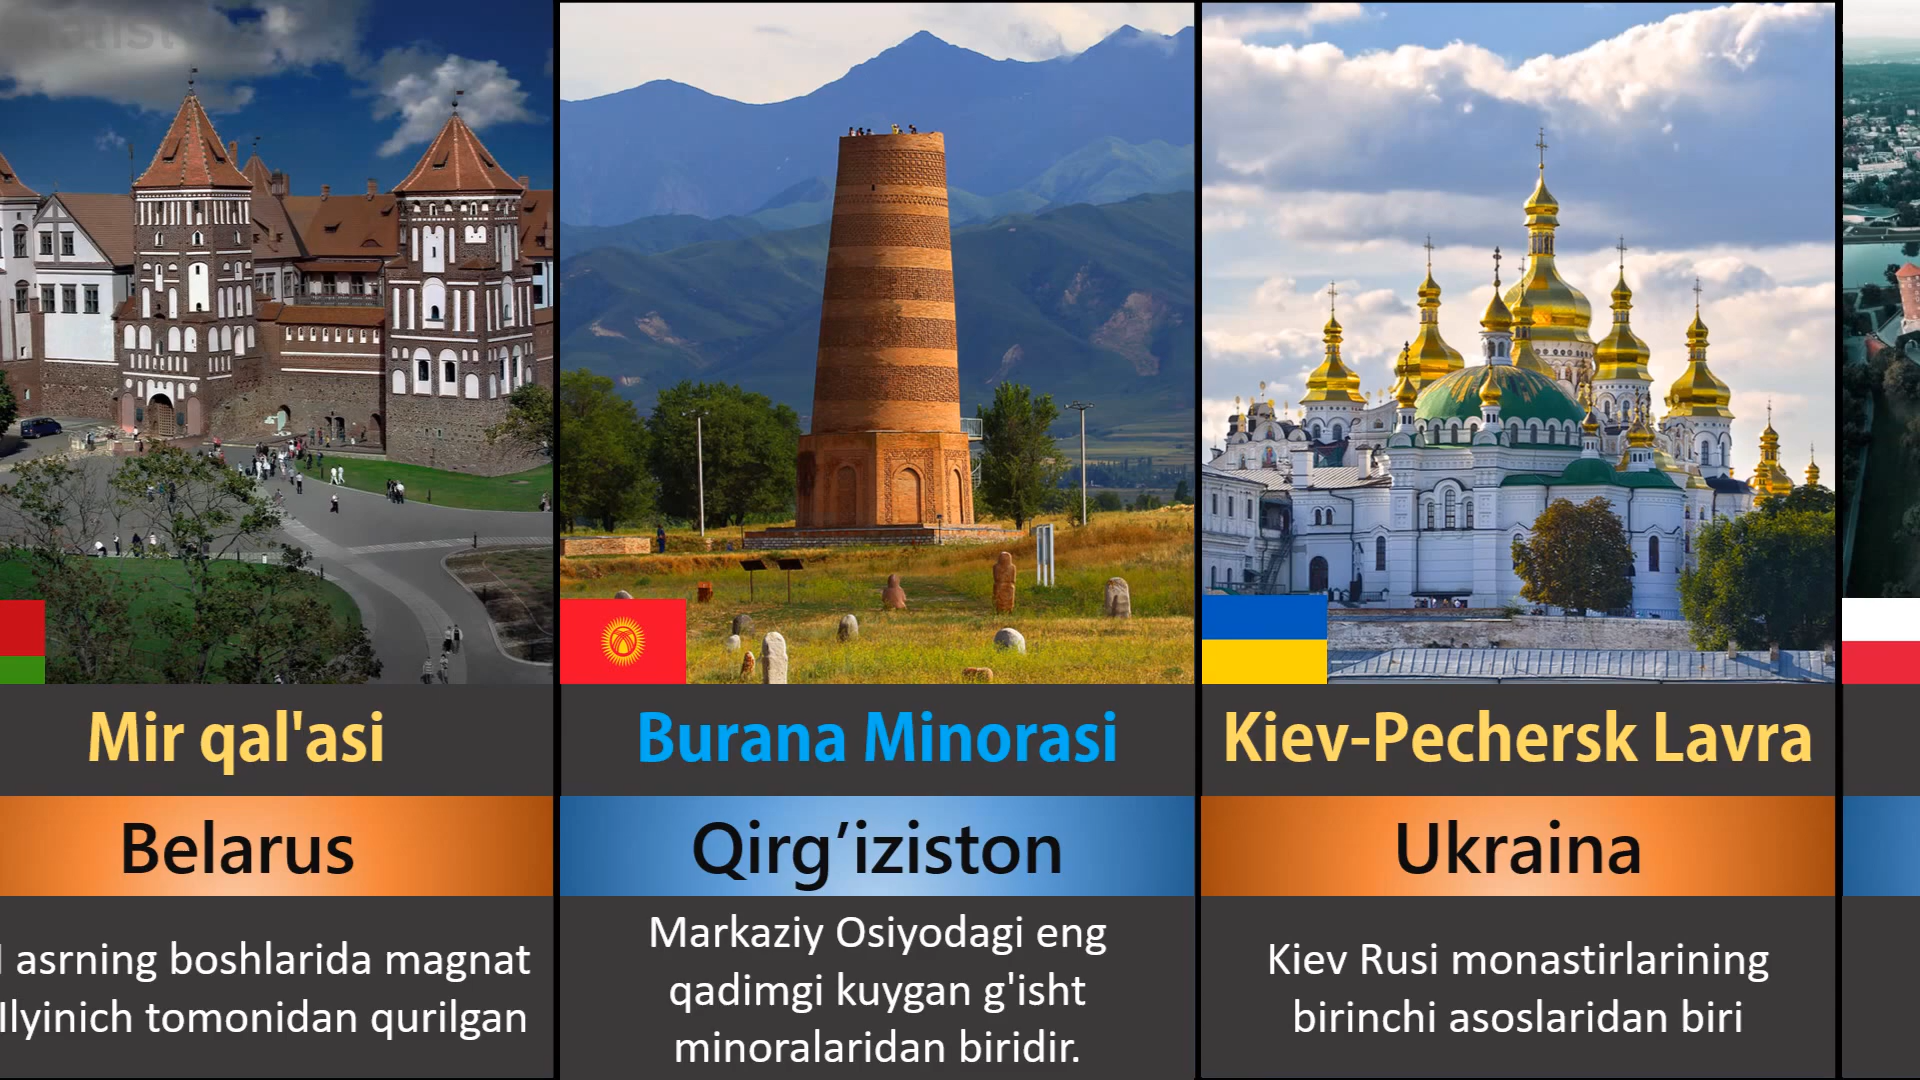 Mir qal'asi
Belarus
asrning boshlarida magnat
Ilyinich tomonidan qurilgan
Burana Minorasi
Qirg’iziston
Markaziy Osiyodagi eng
qadimgi kuygan g'isht
minoralaridan biridir.
Kiev-Pechersk Lavra
Ukraina
Kiev Rusi monastirlarining
birinchi asoslaridan biri